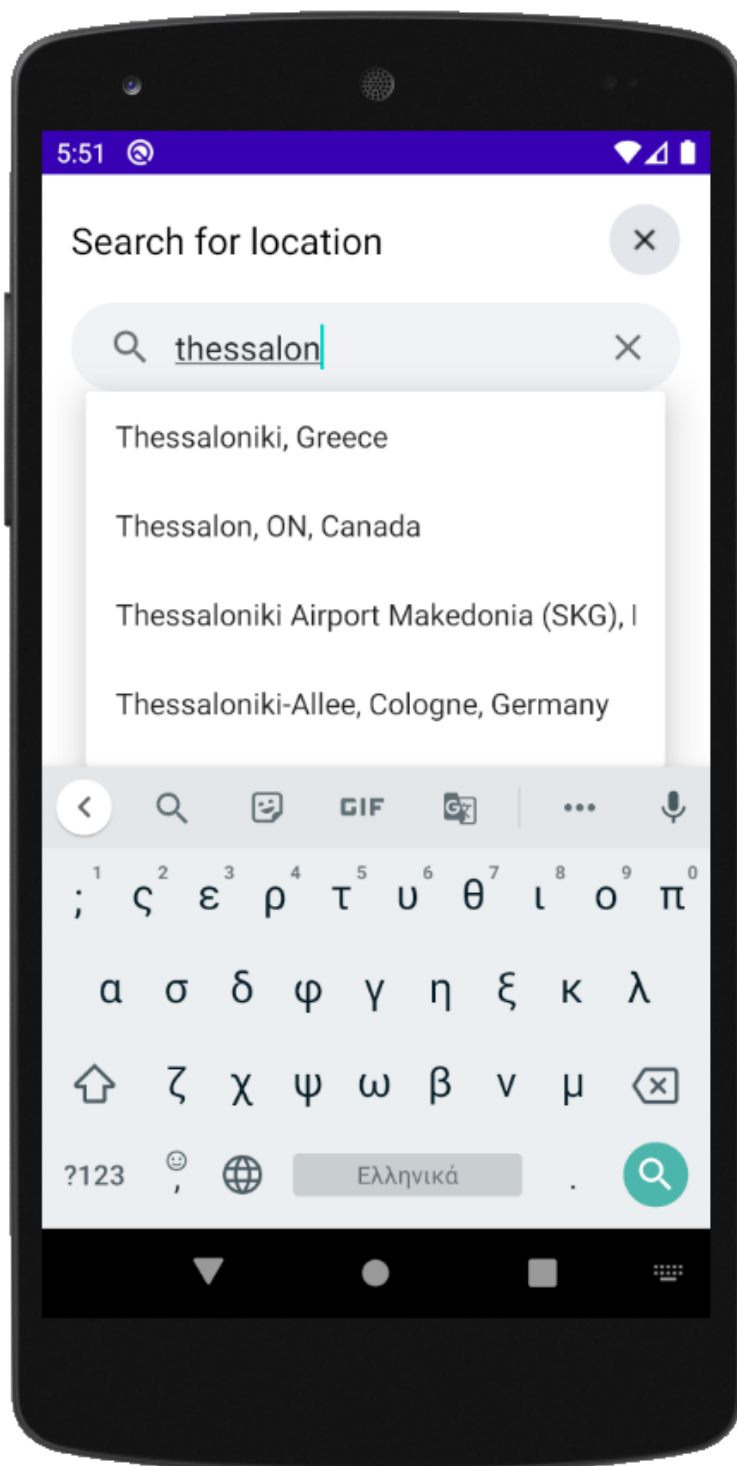 5:51
Search for location
thessalon
Thessaloniki, Greece
Thessalon, ON, Canada
Thessaloniki Airport Makedonia (SKG),
Thessaloniki-Allee, Cologne, Germany
GIF
; 1 ς 2 ε 3 ρ 4 τ 5 υ 6 θ 7 ι 8 ο 9 π 0
α σ δ φ γ η ξ κ λ
ζ χ ψ ω β ν μ
?123 , Ελληνικά .